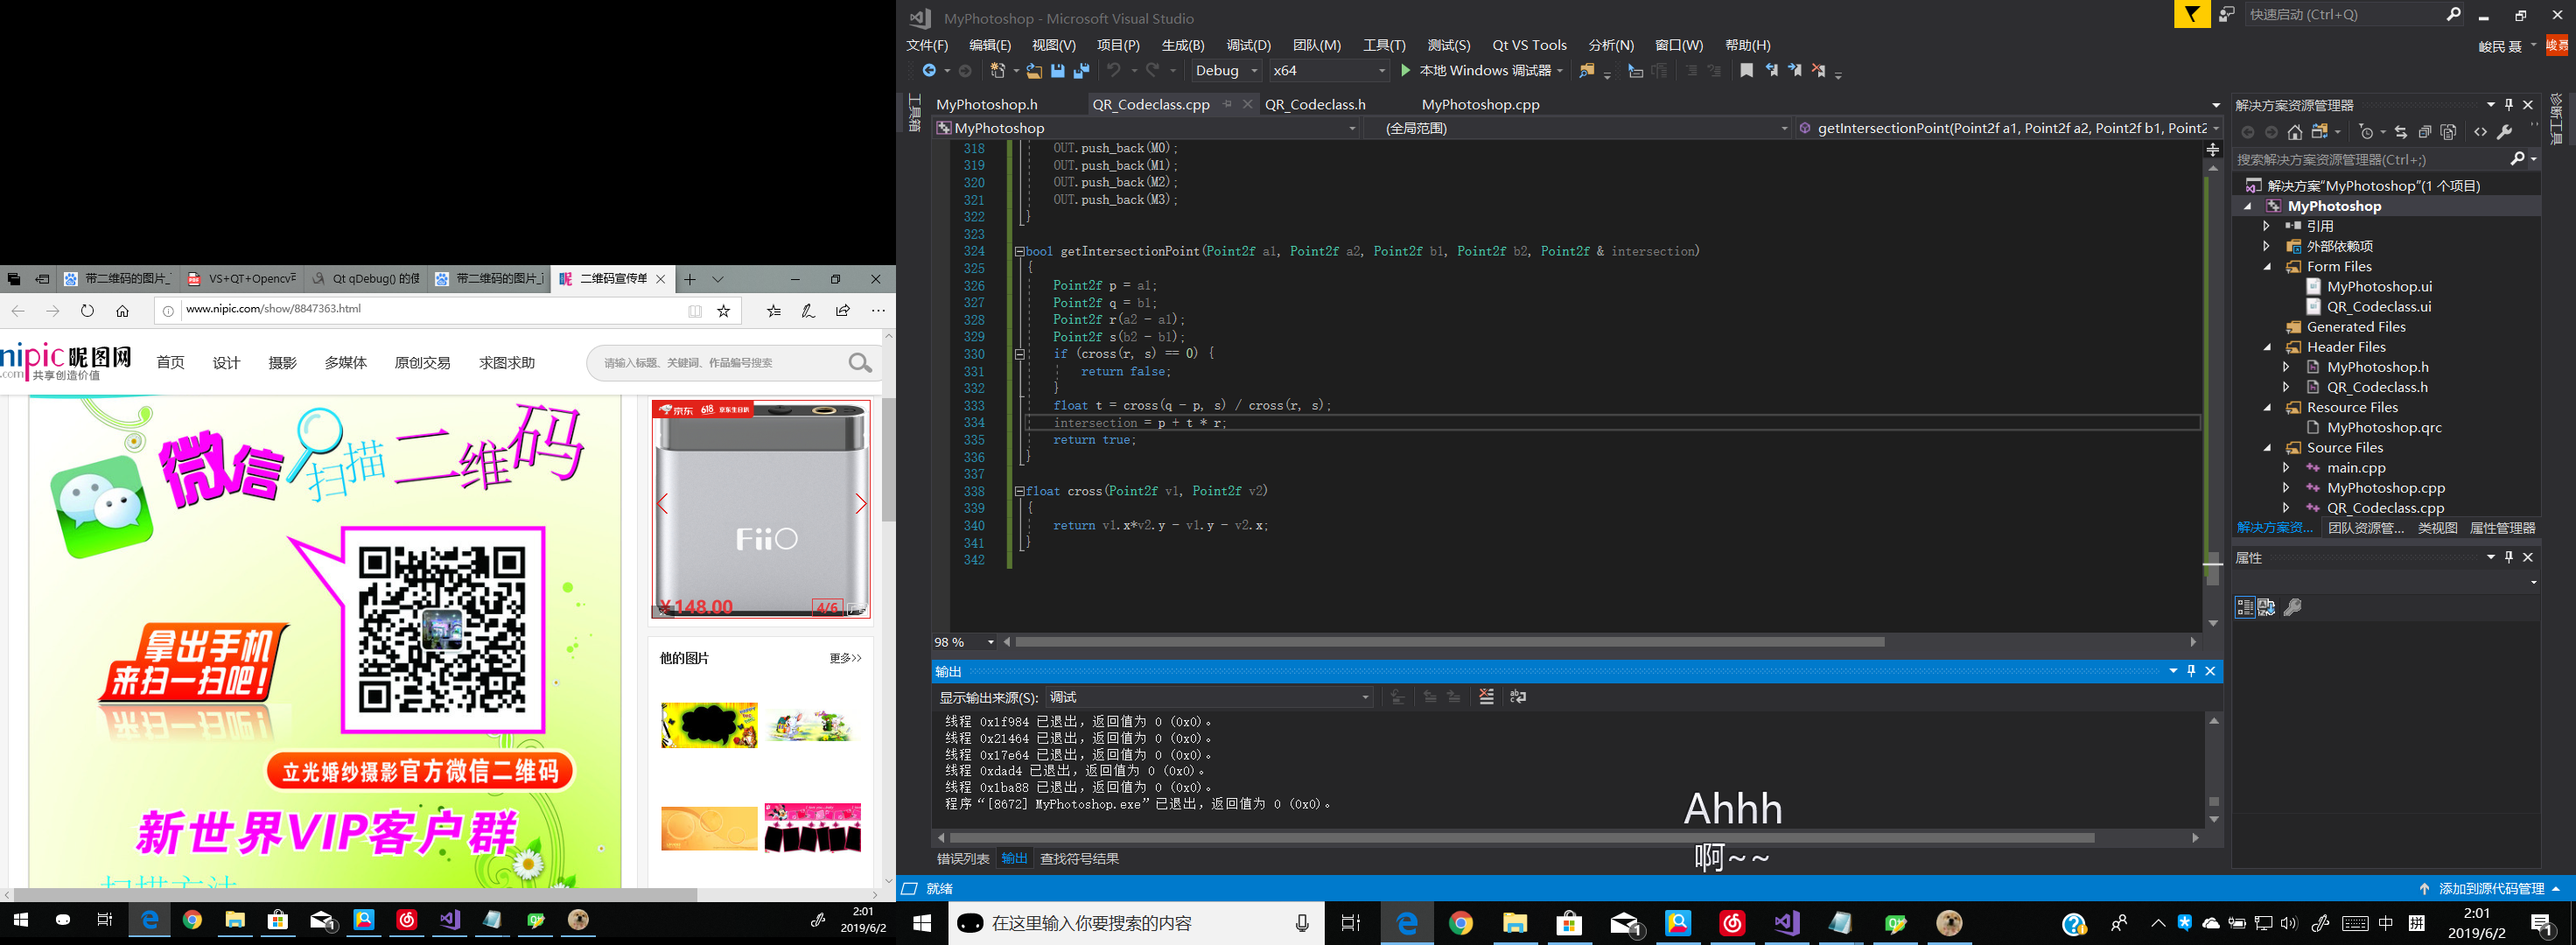 带二维码的图片_
VS+QT+Opencv
Qt qDebug() 的
带二维码的图片_i
二维码宣传单
www.nipic.com/show/8847363.html
nipic 昵图网
.com 共享创造价值
首页 设计 摄影 多媒体 原创交易 求图求助
请输入标题、关键词、作品编号搜索
微信扫描二维码
拿出手机
来扫一扫吧!
立光婚纱摄影官方微信二维码
新世界VIP客户群
京东 618 京东生日趴
FiiO
¥148.00
4/6
他的图片 更多>>
2:01
2019/6/2
MyPhotoshop - Microsoft Visual Studio
快速启动 (Ctrl+Q)
文件(F) 编辑(E) 视图(V) 项目(P) 生成(B) 调试(D) 团队(M) 工具(T) 测试(S) Qt VS Tools 分析(N) 窗口(W) 帮助(H)
峻民 聂
Debug x64 本地 Windows 调试器
工具箱
MyPhotoshop.h QR_Codeclass.cpp QR_Codeclass.h MyPhotoshop.cpp
MyPhotoshop (全局范围) getIntersectionPoint(Point2f a1, Point2f a2, Point2f b1, Point2
318 OUT.push_back(M0);
319 OUT.push_back(M1);
320 OUT.push_back(M2);
321 OUT.push_back(M3);
322 }
323
324 bool getIntersectionPoint(Point2f a1, Point2f a2, Point2f b1, Point2f b2, Point2f & intersection)
325 {
326 Point2f p = a1;
327 Point2f q = b1;
328 Point2f r(a2 - a1);
329 Point2f s(b2 - b1);
330 if (cross(r, s) == 0) {
331 return false;
332 }
333 float t = cross(q - p, s) / cross(r, s);
334 intersection = p + t * r;
335 return true;
336 }
337
338 float cross(Point2f v1, Point2f v2)
339 {
340 return v1.x*v2.y - v1.y - v2.x;
341 }
342
98 %
输出
显示输出来源(S): 调试
线程 0x1f984 已退出，返回值为 0 (0x0)。
线程 0x21464 已退出，返回值为 0 (0x0)。
线程 0x17e64 已退出，返回值为 0 (0x0)。
线程 0xdad4 已退出，返回值为 0 (0x0)。
线程 0x1ba88 已退出，返回值为 0 (0x0)。
程序“[8672] MyPhotoshop.exe”已退出，返回值为 0 (0x0)。
错误列表 输出 查找符号结果
Ahhh
啊~~
就绪
添加到源代码管理
解决方案资源管理器
搜索解决方案资源管理器(Ctrl+;)
解决方案"MyPhotoshop"(1 个项目)
MyPhotoshop
引用
外部依赖项
Form Files
MyPhotoshop.ui
QR_Codeclass.ui
Generated Files
Header Files
MyPhotoshop.h
QR_Codeclass.h
Resource Files
MyPhotoshop.qrc
Source Files
main.cpp
MyPhotoshop.cpp
QR_Codeclass.cpp
解决方案资... 团队资源管... 类视图 属性管理器
属性
诊断工具
在这里输入你要搜索的内容
中 拼
2:01
2019/6/2